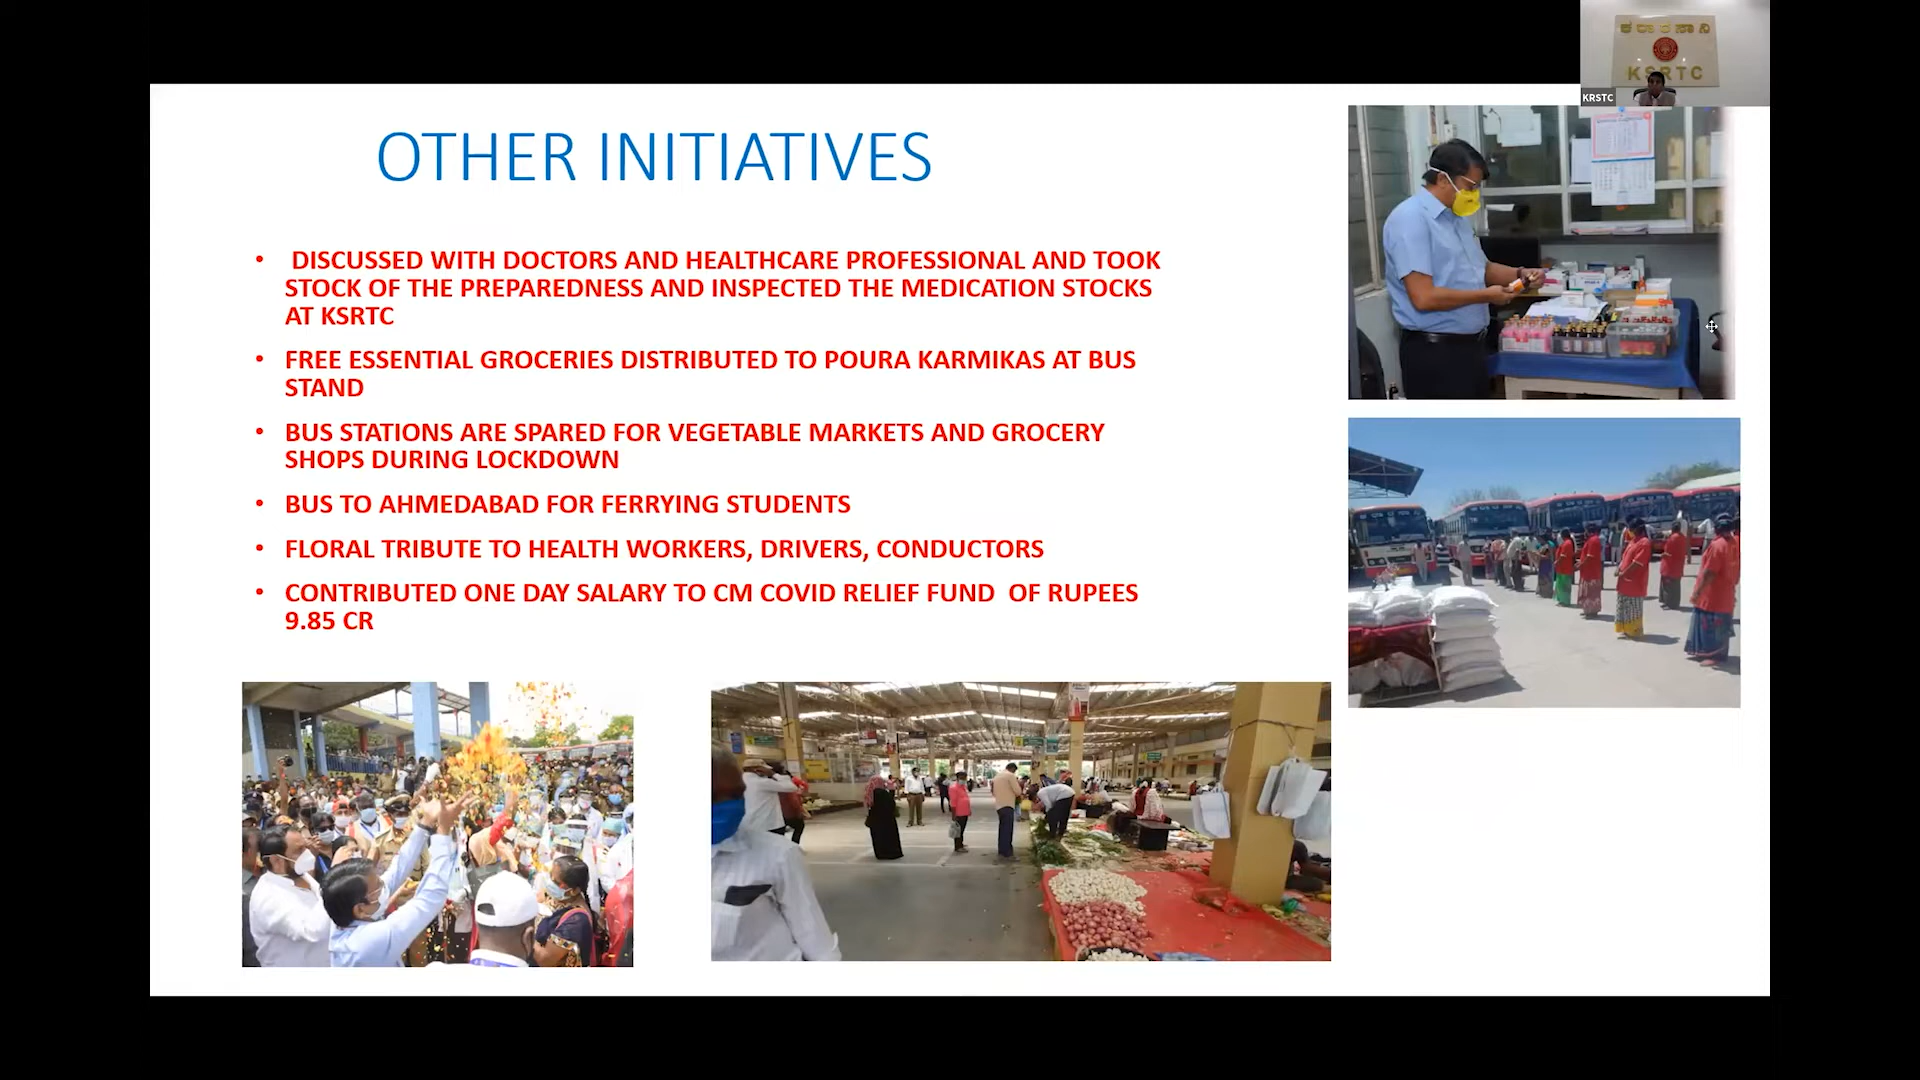 ಕ ರಾ ರ ಸಾ ನಿ
KSRTC
KRSTC
OTHER INITIATIVES
• DISCUSSED WITH DOCTORS AND HEALTHCARE PROFESSIONAL AND TOOK
STOCK OF THE PREPAREDNESS AND INSPECTED THE MEDICATION STOCKS
AT KSRTC
• FREE ESSENTIAL GROCERIES DISTRIBUTED TO POURA KARMIKAS AT BUS
STAND
• BUS STATIONS ARE SPARED FOR VEGETABLE MARKETS AND GROCERY
SHOPS DURING LOCKDOWN
• BUS TO AHMEDABAD FOR FERRYING STUDENTS
• FLORAL TRIBUTE TO HEALTH WORKERS, DRIVERS, CONDUCTORS
• CONTRIBUTED ONE DAY SALARY TO CM COVID RELIEF FUND OF RUPEES
9.85 CR